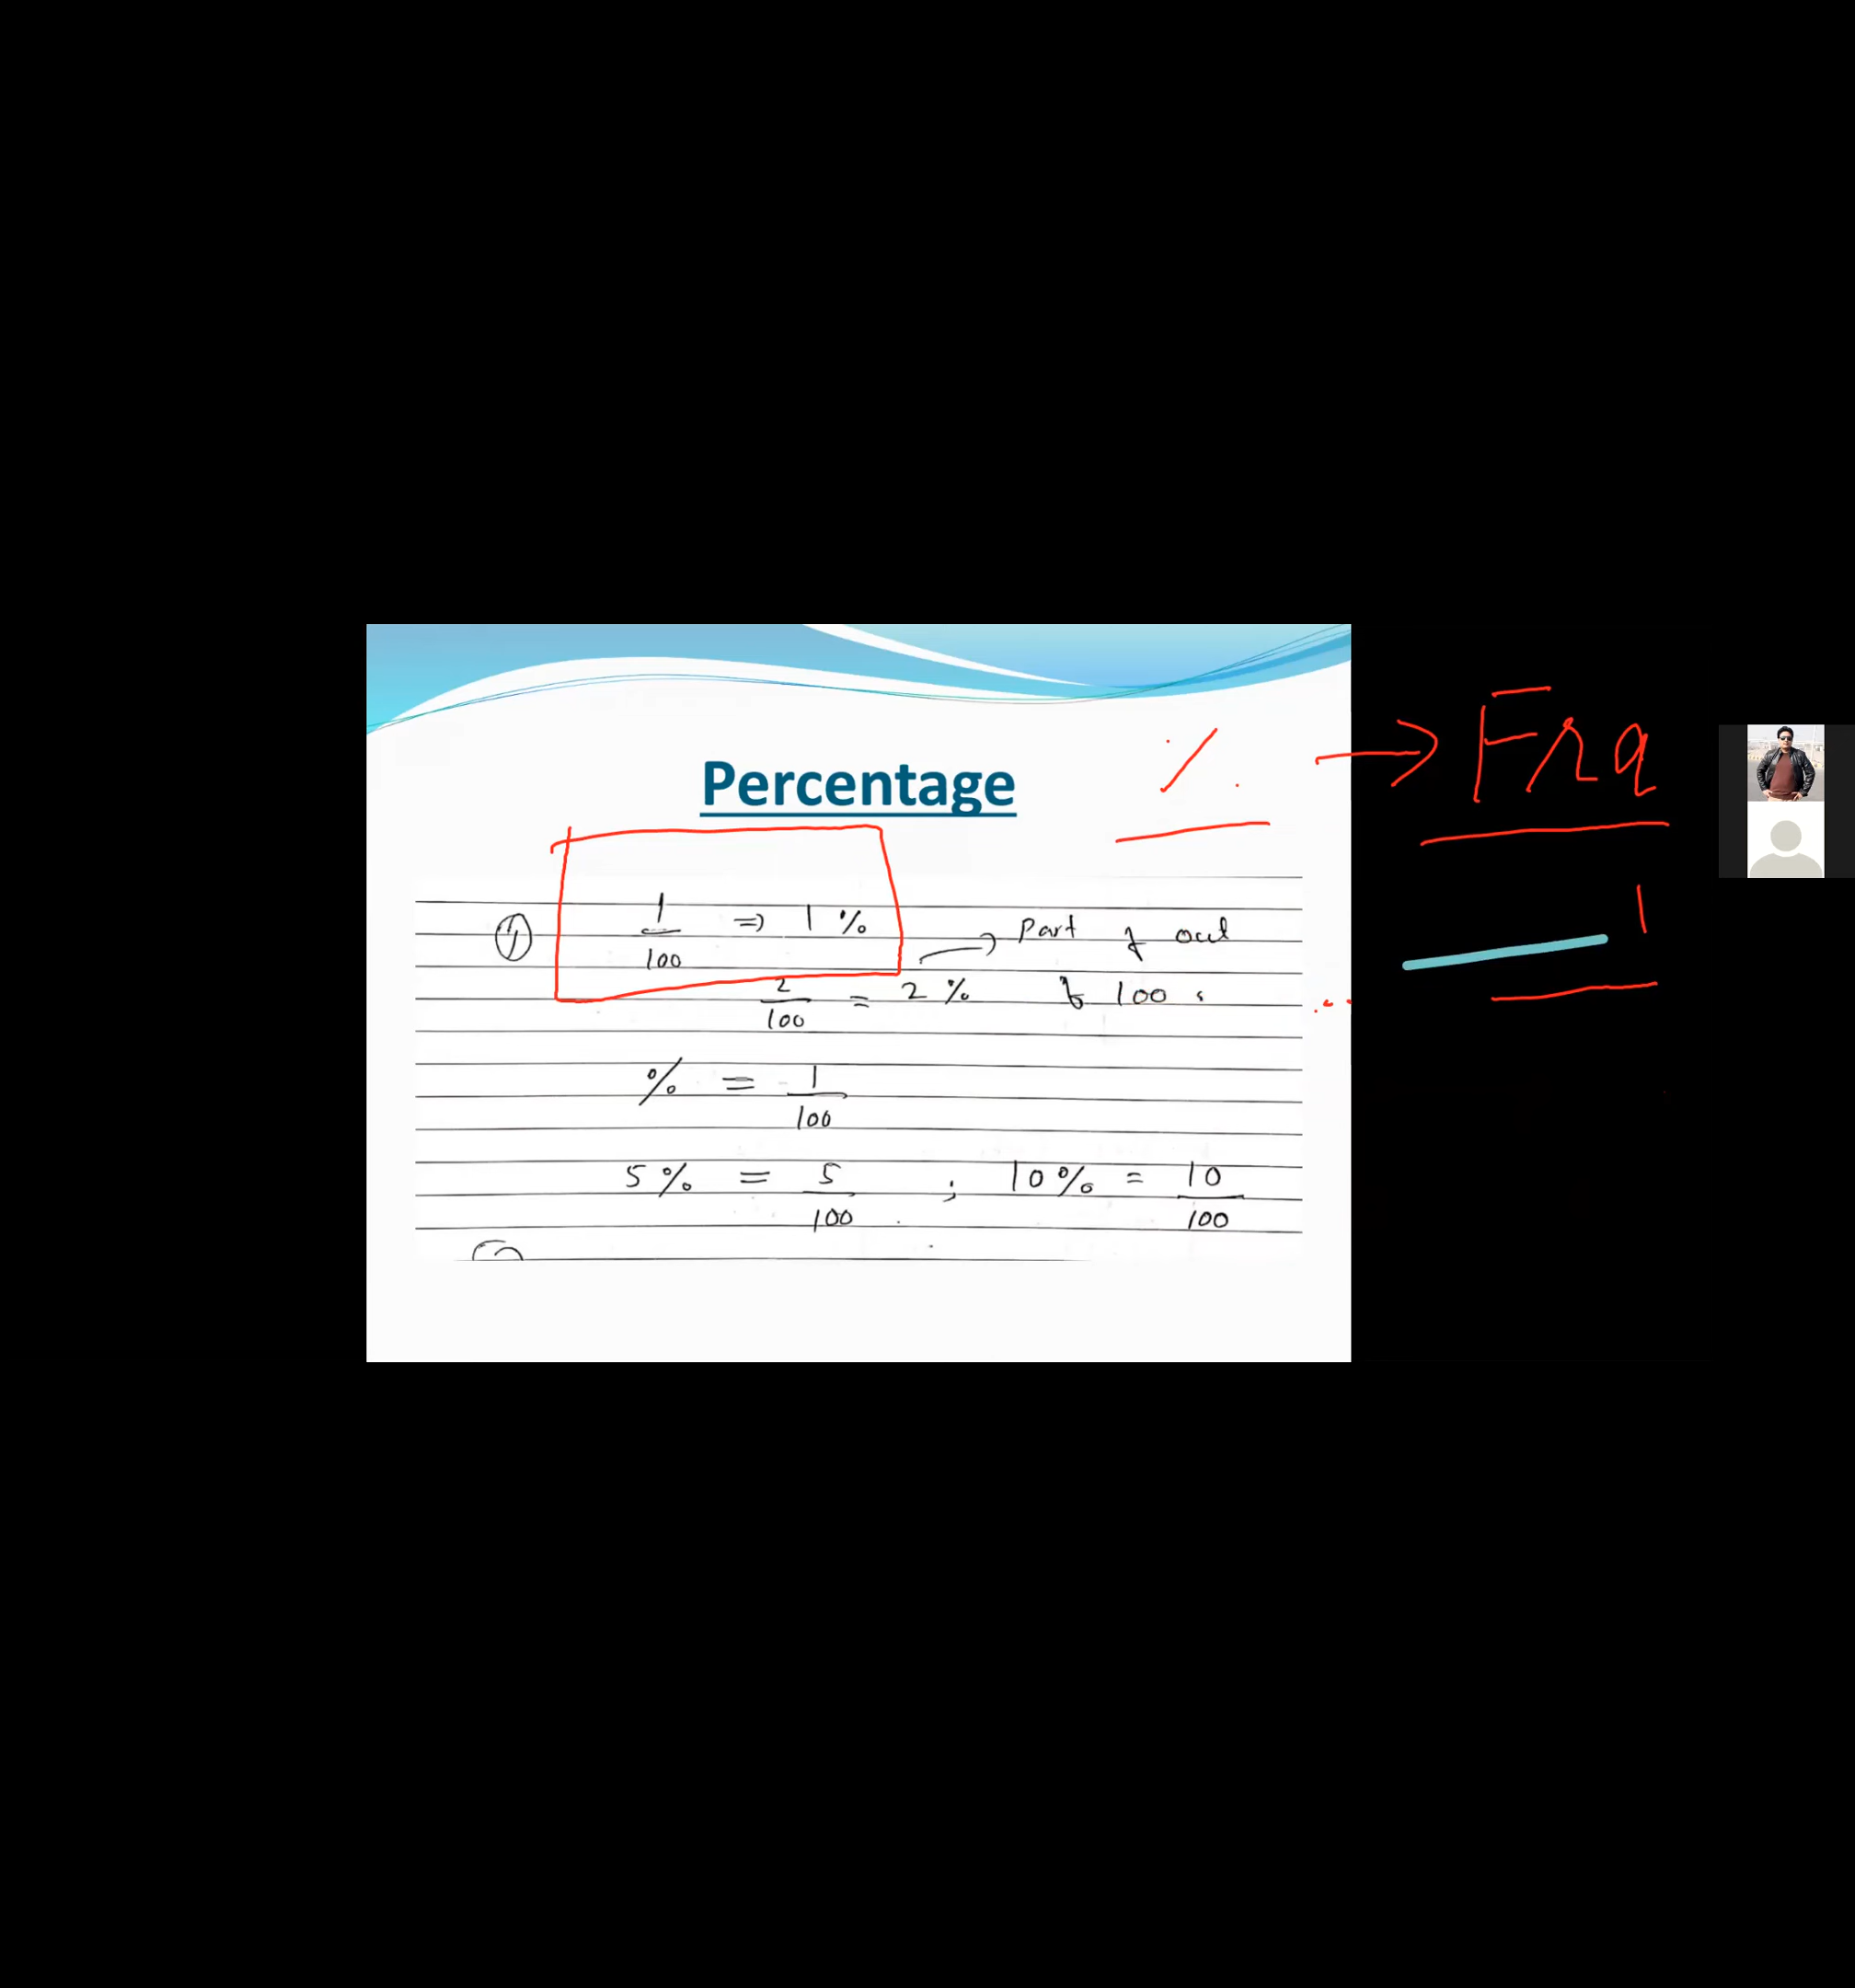 Percentage
% → Fra
1
① 1/100 ⇒ 1 %
→ Part of out
2/100 = 2 % of 100
% = 1/100
5 % = 5/100 ; 10% = 10/100